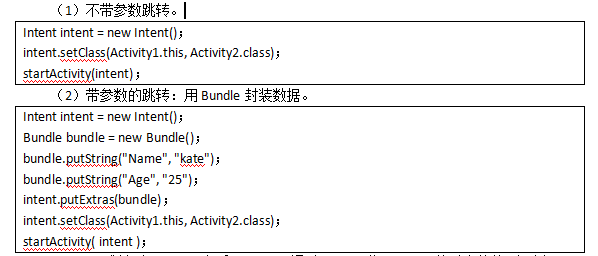 （1）不带参数跳转。
Intent intent = new Intent();
intent.setClass(Activity1.this, Activity2.class);
startActivity(intent);
（2）带参数的跳转：用 Bundle 封装数据。
Intent intent = new Intent();
Bundle bundle = new Bundle();
bundle.putString("Name", "kate");
bundle.putString("Age", "25");
intent.putExtras(bundle);
intent.setClass(Activity1.this, Activity2.class);
startActivity( intent );